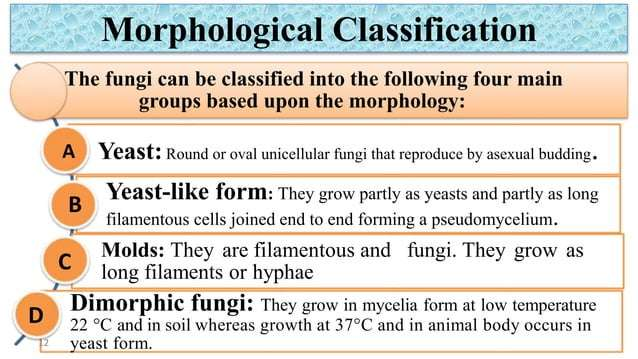 Morphological Classification
The fungi can be classified into the following four main
groups based upon the morphology:
A
Yeast: Round or oval unicellular fungi that reproduce by asexual budding.
B
Yeast-like form: They grow partly as yeasts and partly as long
filamentous cells joined end to end forming a pseudomycelium.
C
Molds: They are filamentous and fungi. They grow as
long filaments or hyphae
D
Dimorphic fungi: They grow in mycelia form at low temperature
22 °C and in soil whereas growth at 37°C and in animal body occurs in
yeast form.
12